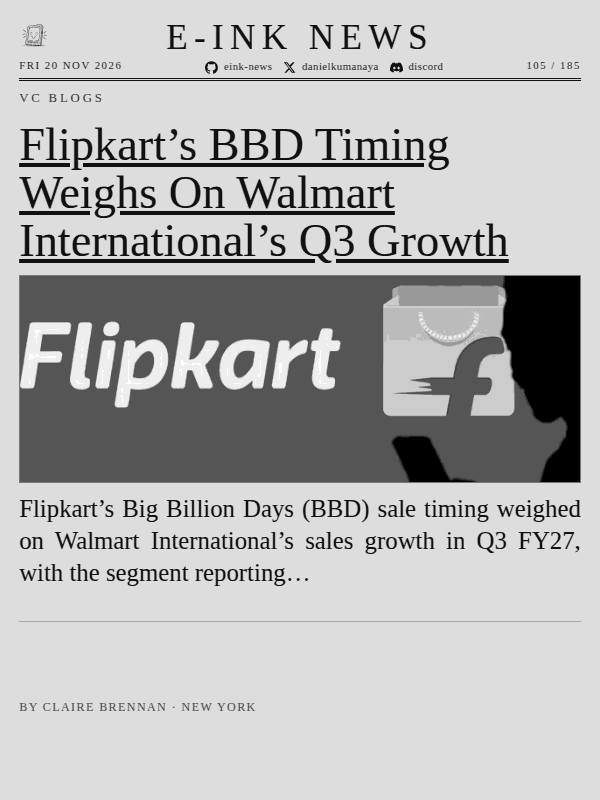 E-INK NEWS
FRI 20 NOV 2026
eink-news danielkumanaya discord
105 / 185
VC BLOGS
Flipkart’s BBD Timing
Weighs On Walmart
International’s Q3 Growth
Flipkart
f
Flipkart’s Big Billion Days (BBD) sale timing weighed
on Walmart International’s sales growth in Q3 FY27,
with the segment reporting…
BY CLAIRE BRENNAN · NEW YORK